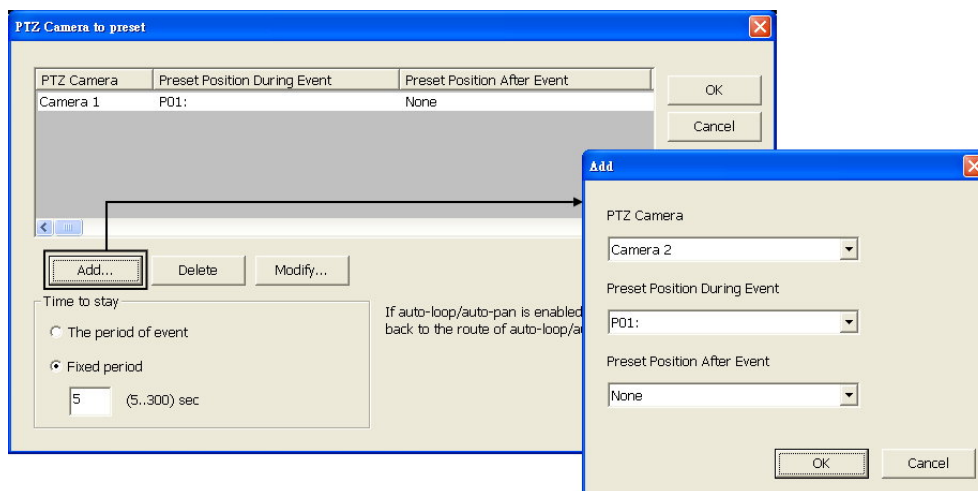 PTZ Camera to preset
PTZ Camera Preset Position During Event Preset Position After Event
Camera 1 P01: None
OK
Cancel
Add... Delete Modify...
Time to stay
The period of event
Fixed period
5 (5..300) sec
If auto-loop/auto-pan is enabled
back to the route of auto-loop/
Add
PTZ Camera
Camera 2
Preset Position During Event
P01:
Preset Position After Event
None
OK Cancel